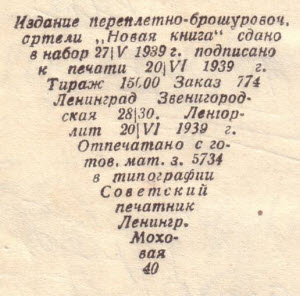 Издание переплетно-брошуровоч,
артели „Новая книга" сдано
в набор 27|V 1939 г. подписано
к печати 20|VI 1939 г.
Тираж 15000 Заказ 774
Ленинград Звенигород-
ская 28|30. Ленгор-
лит 20|VI 1939 г.
Отпечатано с го-
тов, мат. з. 5734
в типографии
Советский
печатник
Ленингр.
Мохо-
вая
40